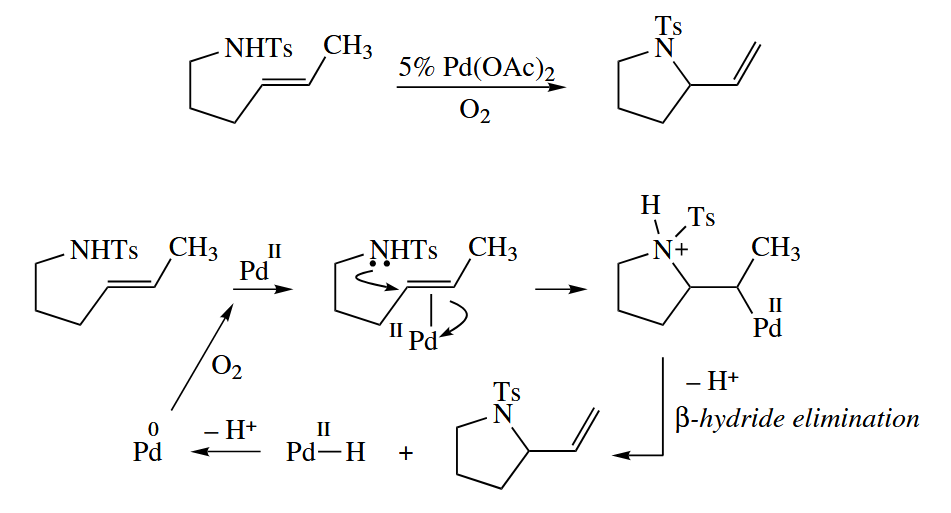 Ts
NHTs CH₃ N
5% Pd(OAc)₂
O₂
H
Ts
NHTs CH₃ II
Pd NHTs CH₃ N+ CH₃
II Pd II
Pd
O₂
– H⁺
Ts
N β-hydride elimination
0 – H⁺ II
Pd Pd–H +